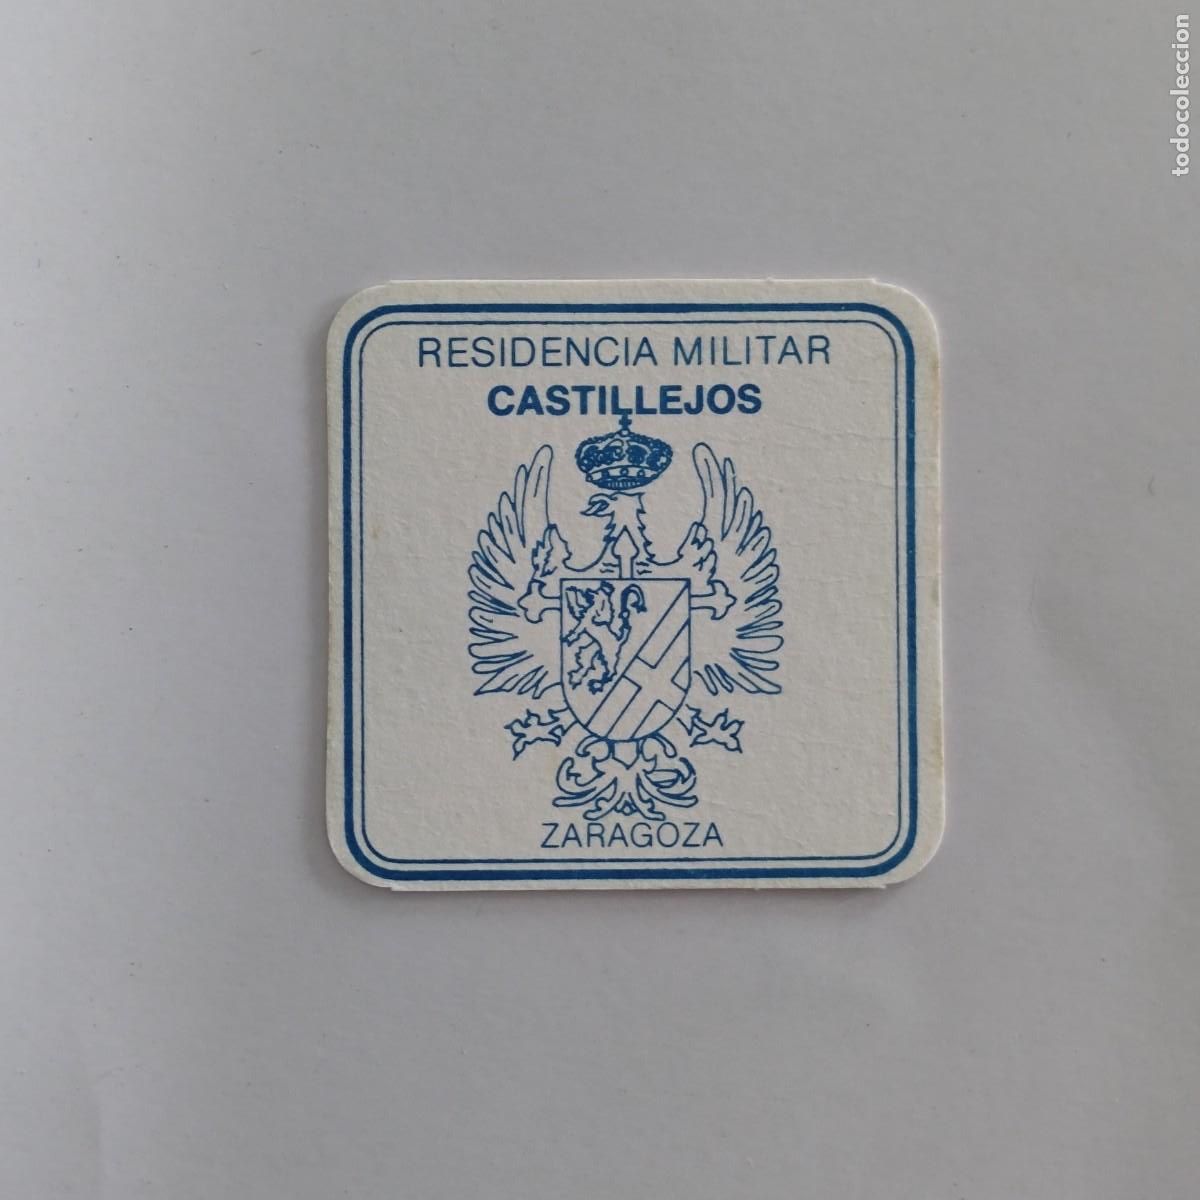 todocoleccion
RESIDENCIA MILITAR
CASTILLEJOS
ZARAGOZA